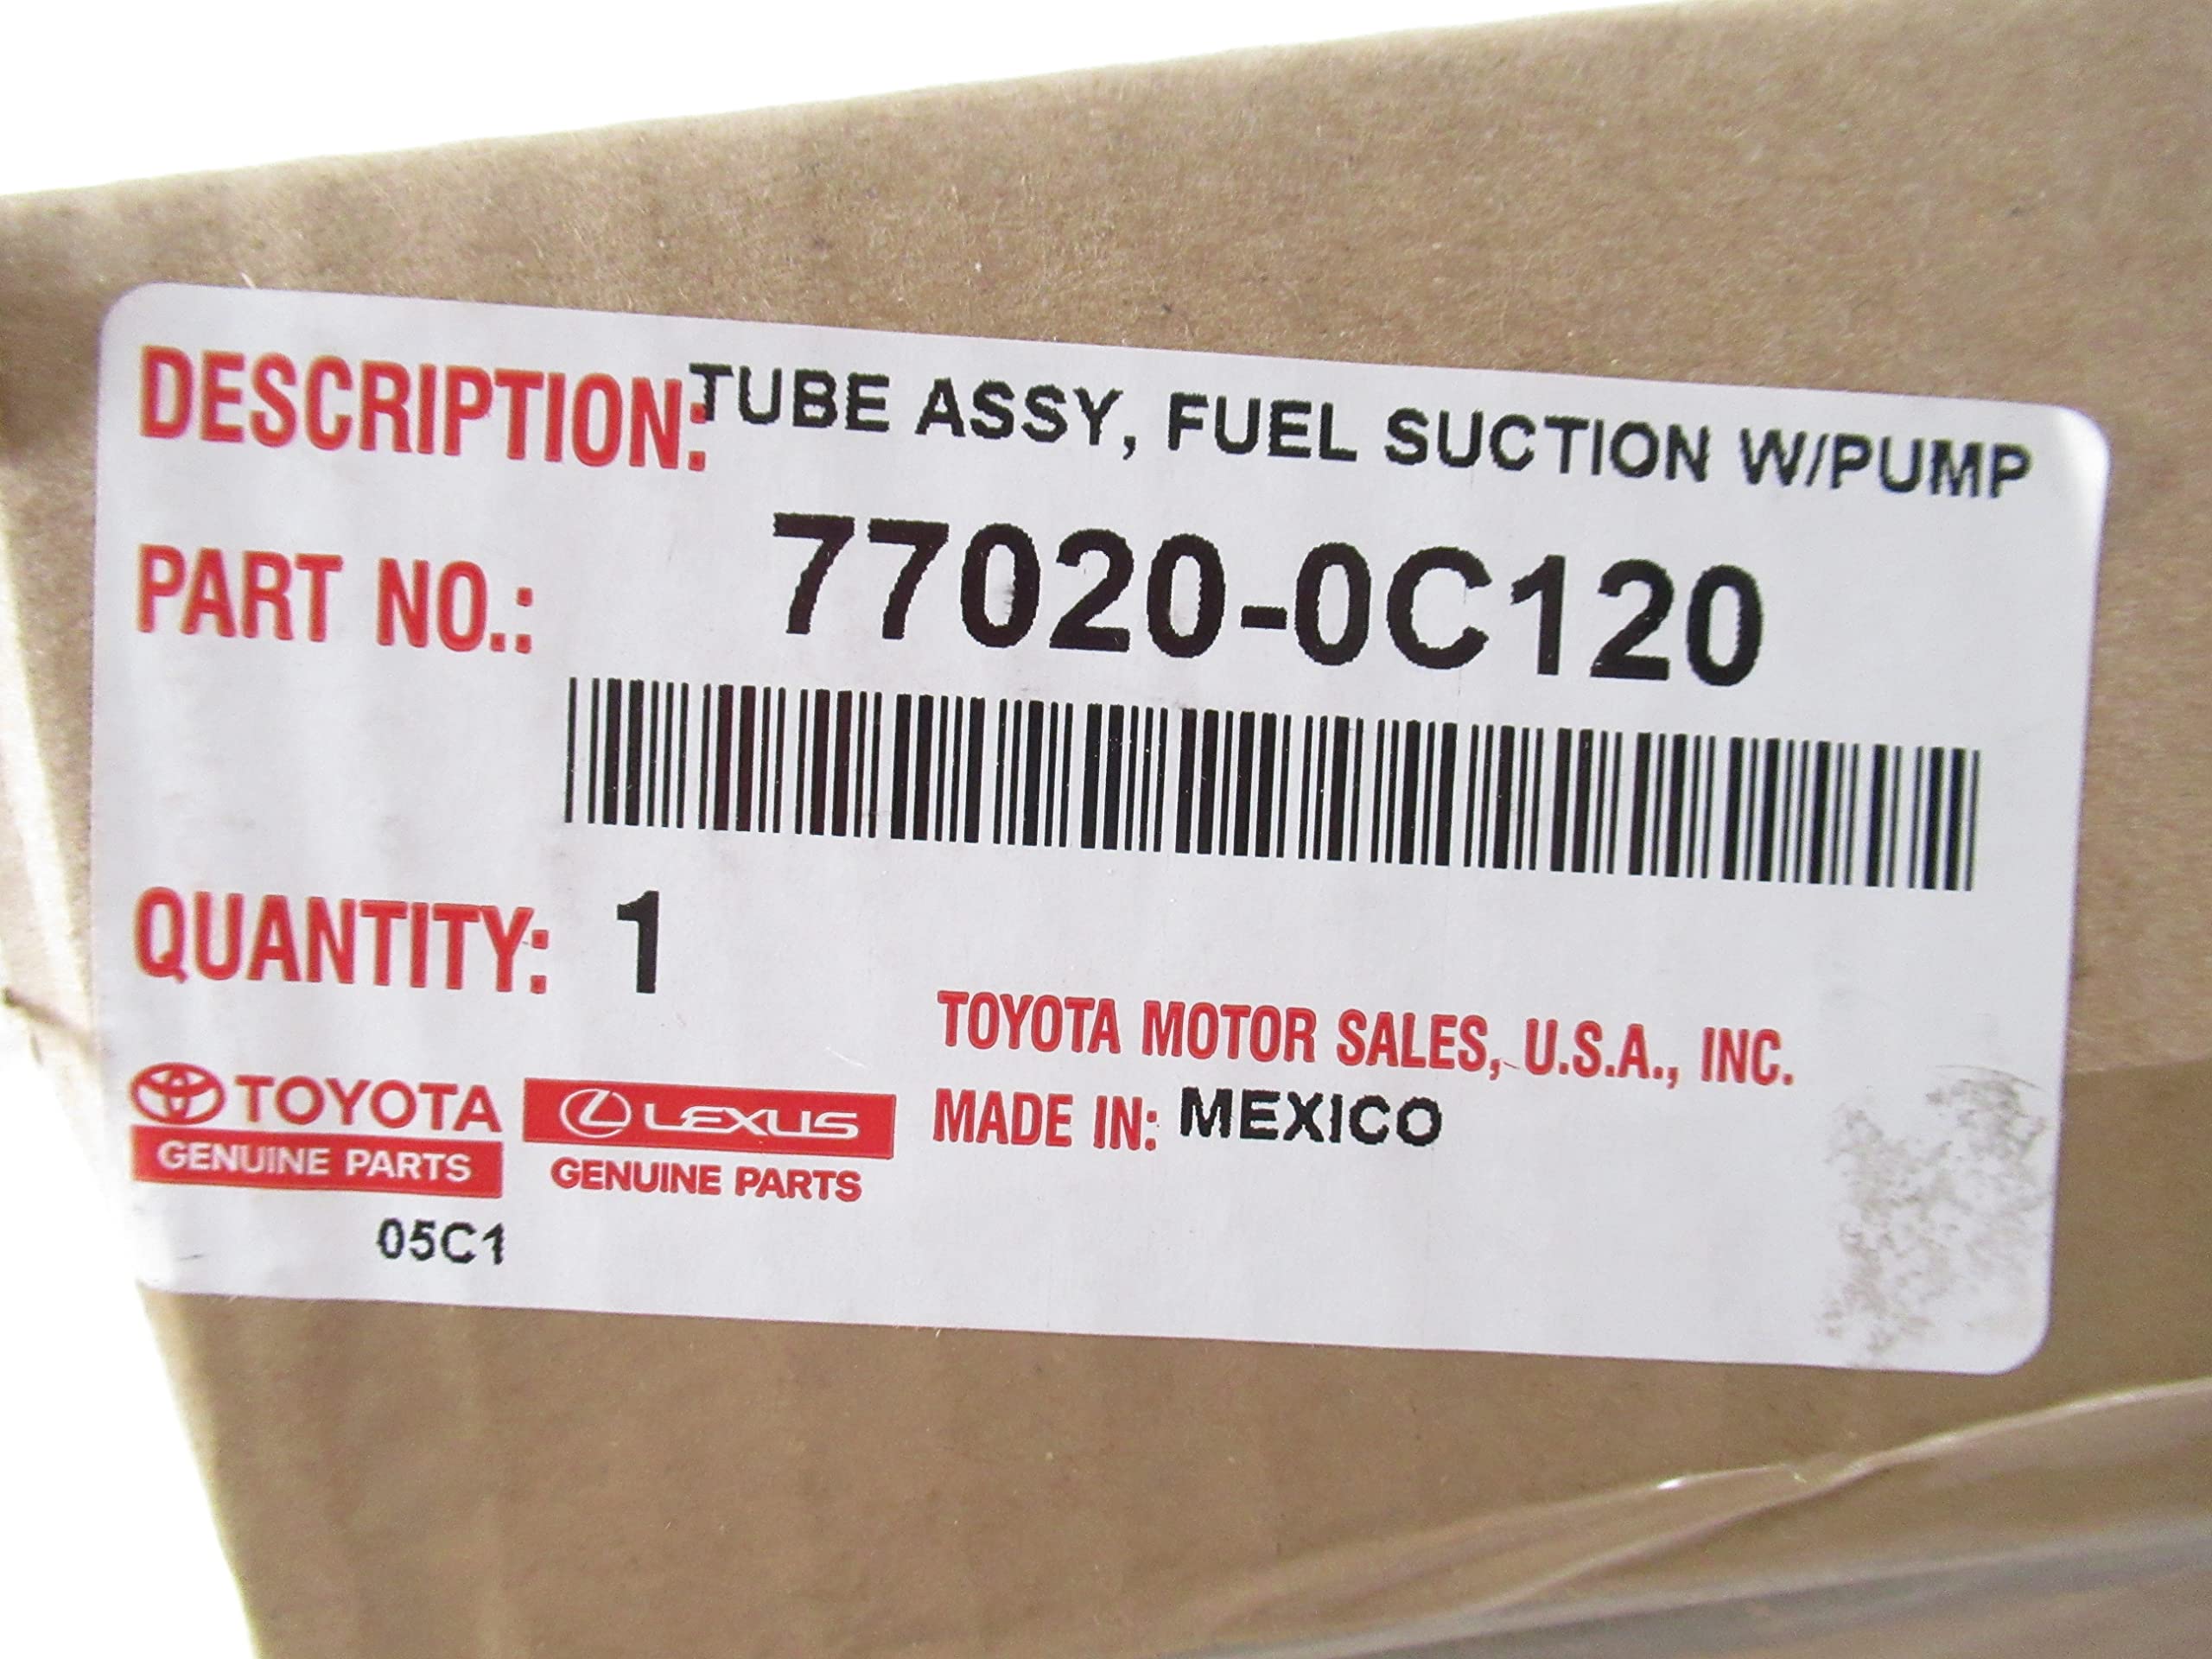 DESCRIPTION: TUBE ASSY, FUEL SUCTION W/PUMP
PART NO.: 77020-0C120
QUANTITY: 1
TOYOTA MOTOR SALES, U.S.A., INC.
MADE IN: MEXICO
TOYOTA
GENUINE PARTS
LEXUS
GENUINE PARTS
05C1